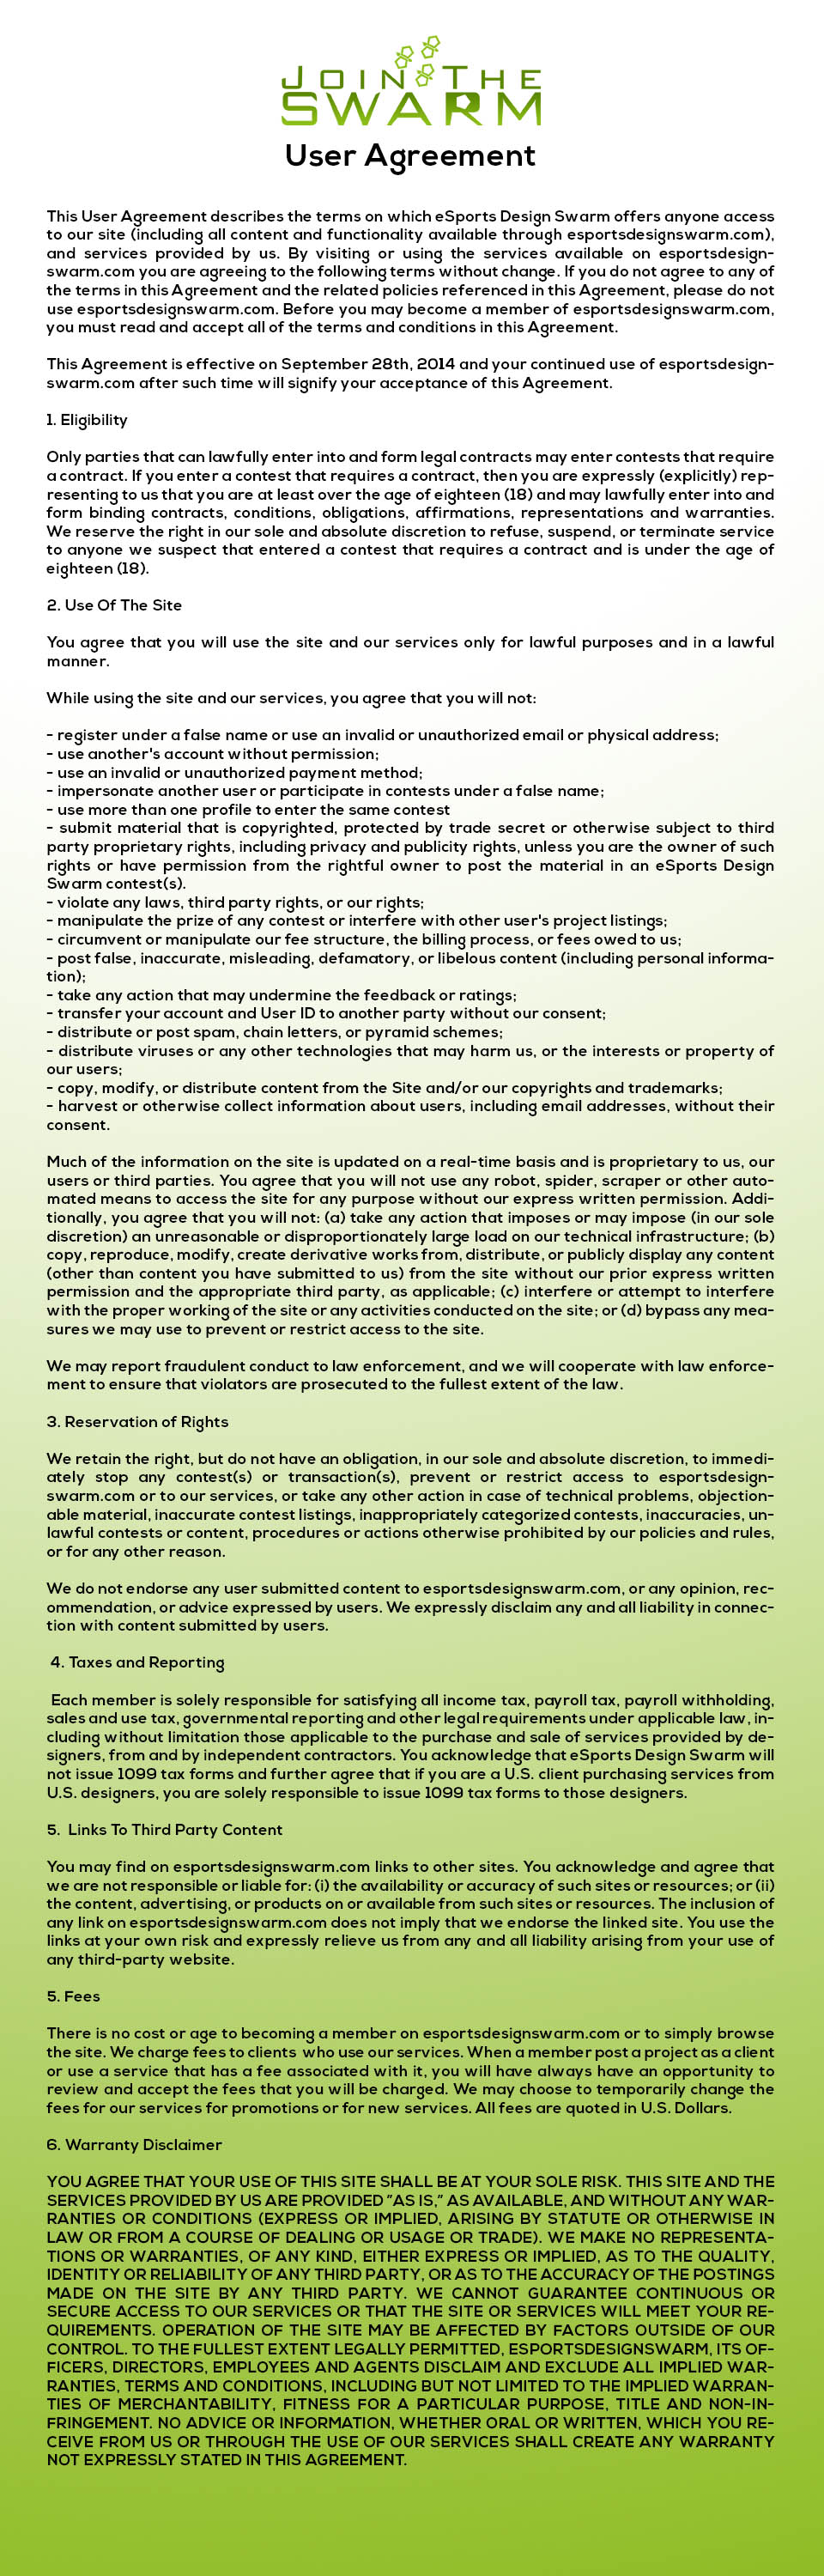 JOIN THE
SWARM
User Agreement
This User Agreement describes the terms on which eSports Design Swarm offers anyone access
to our site (including all content and functionality available through esportsdesignswarm.com),
and services provided by us. By visiting or using the services available on esportsdesign-
swarm.com you are agreeing to the following terms without change. If you do not agree to any of
the terms in this Agreement and the related policies referenced in this Agreement, please do not
use esportsdesignswarm.com. Before you may become a member of esportsdesignswarm.com,
you must read and accept all of the terms and conditions in this Agreement.
This Agreement is effective on September 28th, 2014 and your continued use of esportsdesign-
swarm.com after such time will signify your acceptance of this Agreement.
1. Eligibility
Only parties that can lawfully enter into and form legal contracts may enter contests that require
a contract. If you enter a contest that requires a contract, then you are expressly (explicitly) rep-
resenting to us that you are at least over the age of eighteen (18) and may lawfully enter into and
form binding contracts, conditions, obligations, affirmations, representations and warranties.
We reserve the right in our sole and absolute discretion to refuse, suspend, or terminate service
to anyone we suspect that entered a contest that requires a contract and is under the age of
eighteen (18).
2. Use Of The Site
You agree that you will use the site and our services only for lawful purposes and in a lawful
manner.
While using the site and our services, you agree that you will not:
- register under a false name or use an invalid or unauthorized email or physical address;
- use another's account without permission;
- use an invalid or unauthorized payment method;
- impersonate another user or participate in contests under a false name;
- use more than one profile to enter the same contest
- submit material that is copyrighted, protected by trade secret or otherwise subject to third
party proprietary rights, including privacy and publicity rights, unless you are the owner of such
rights or have permission from the rightful owner to post the material in an eSports Design
Swarm contest(s).
- violate any laws, third party rights, or our rights;
- manipulate the prize of any contest or interfere with other user's project listings;
- circumvent or manipulate our fee structure, the billing process, or fees owed to us;
- post false, inaccurate, misleading, defamatory, or libelous content (including personal informa-
tion);
- take any action that may undermine the feedback or ratings;
- transfer your account and User ID to another party without our consent;
- distribute or post spam, chain letters, or pyramid schemes;
- distribute viruses or any other technologies that may harm us, or the interests or property of
our users;
- copy, modify, or distribute content from the Site and/or our copyrights and trademarks;
- harvest or otherwise collect information about users, including email addresses, without their
consent.
Much of the information on the site is updated on a real-time basis and is proprietary to us, our
users or third parties. You agree that you will not use any robot, spider, scraper or other auto-
mated means to access the site for any purpose without our express written permission. Addi-
tionally, you agree that you will not: (a) take any action that imposes or may impose (in our sole
discretion) an unreasonable or disproportionately large load on our technical infrastructure; (b)
copy, reproduce, modify, create derivative works from, distribute, or publicly display any content
(other than content you have submitted to us) from the site without our prior express written
permission and the appropriate third party, as applicable; (c) interfere or attempt to interfere
with the proper working of the site or any activities conducted on the site; or (d) bypass any mea-
sures we may use to prevent or restrict access to the site.
We may report fraudulent conduct to law enforcement, and we will cooperate with law enforce-
ment to ensure that violators are prosecuted to the fullest extent of the law.
3. Reservation of Rights
We retain the right, but do not have an obligation, in our sole and absolute discretion, to immedi-
ately stop any contest(s) or transaction(s), prevent or restrict access to esportsdesign-
swarm.com or to our services, or take any other action in case of technical problems, objection-
able material, inaccurate contest listings, inappropriately categorized contests, inaccuracies, un-
lawful contests or content, procedures or actions otherwise prohibited by our policies and rules,
or for any other reason.
We do not endorse any user submitted content to esportsdesignswarm.com, or any opinion, rec-
ommendation, or advice expressed by users. We expressly disclaim any and all liability in connec-
tion with content submitted by users.
4. Taxes and Reporting
Each member is solely responsible for satisfying all income tax, payroll tax, payroll withholding,
sales and use tax, governmental reporting and other legal requirements under applicable law, in-
cluding without limitation those applicable to the purchase and sale of services provided by de-
signers, from and by independent contractors. You acknowledge that eSports Design Swarm will
not issue 1099 tax forms and further agree that if you are a U.S. client purchasing services from
U.S. designers, you are solely responsible to issue 1099 tax forms to those designers.
5. Links To Third Party Content
You may find on esportsdesignswarm.com links to other sites. You acknowledge and agree that
we are not responsible or liable for: (i) the availability or accuracy of such sites or resources; or (ii)
the content, advertising, or products on or available from such sites or resources. The inclusion of
any link on esportsdesignswarm.com does not imply that we endorse the linked site. You use the
links at your own risk and expressly relieve us from any and all liability arising from your use of
any third-party website.
5. Fees
There is no cost or age to becoming a member on esportsdesignswarm.com or to simply browse
the site. We charge fees to clients who use our services. When a member post a project as a client
or use a service that has a fee associated with it, you will have always have an opportunity to
review and accept the fees that you will be charged. We may choose to temporarily change the
fees for our services for promotions or for new services. All fees are quoted in U.S. Dollars.
6. Warranty Disclaimer
YOU AGREE THAT YOUR USE OF THIS SITE SHALL BE AT YOUR SOLE RISK. THIS SITE AND THE
SERVICES PROVIDED BY US ARE PROVIDED "AS IS," AS AVAILABLE, AND WITHOUT ANY WAR-
RANTIES OR CONDITIONS (EXPRESS OR IMPLIED, ARISING BY STATUTE OR OTHERWISE IN
LAW OR FROM A COURSE OF DEALING OR USAGE OR TRADE). WE MAKE NO REPRESENTA-
TIONS OR WARRANTIES, OF ANY KIND, EITHER EXPRESS OR IMPLIED, AS TO THE QUALITY,
IDENTITY OR RELIABILITY OF ANY THIRD PARTY, OR AS TO THE ACCURACY OF THE POSTINGS
MADE ON THE SITE BY ANY THIRD PARTY. WE CANNOT GUARANTEE CONTINUOUS OR
SECURE ACCESS TO OUR SERVICES OR THAT THE SITE OR SERVICES WILL MEET YOUR RE-
QUIREMENTS. OPERATION OF THE SITE MAY BE AFFECTED BY FACTORS OUTSIDE OF OUR
CONTROL. TO THE FULLEST EXTENT LEGALLY PERMITTED, ESPORTSDESIGNSWARM, ITS OF-
FICERS, DIRECTORS, EMPLOYEES AND AGENTS DISCLAIM AND EXCLUDE ALL IMPLIED WAR-
RANTIES, TERMS AND CONDITIONS, INCLUDING BUT NOT LIMITED TO THE IMPLIED WARRAN-
TIES OF MERCHANTABILITY, FITNESS FOR A PARTICULAR PURPOSE, TITLE AND NON-IN-
FRINGEMENT. NO ADVICE OR INFORMATION, WHETHER ORAL OR WRITTEN, WHICH YOU RE-
CEIVE FROM US OR THROUGH THE USE OF OUR SERVICES SHALL CREATE ANY WARRANTY
NOT EXPRESSLY STATED IN THIS AGREEMENT.